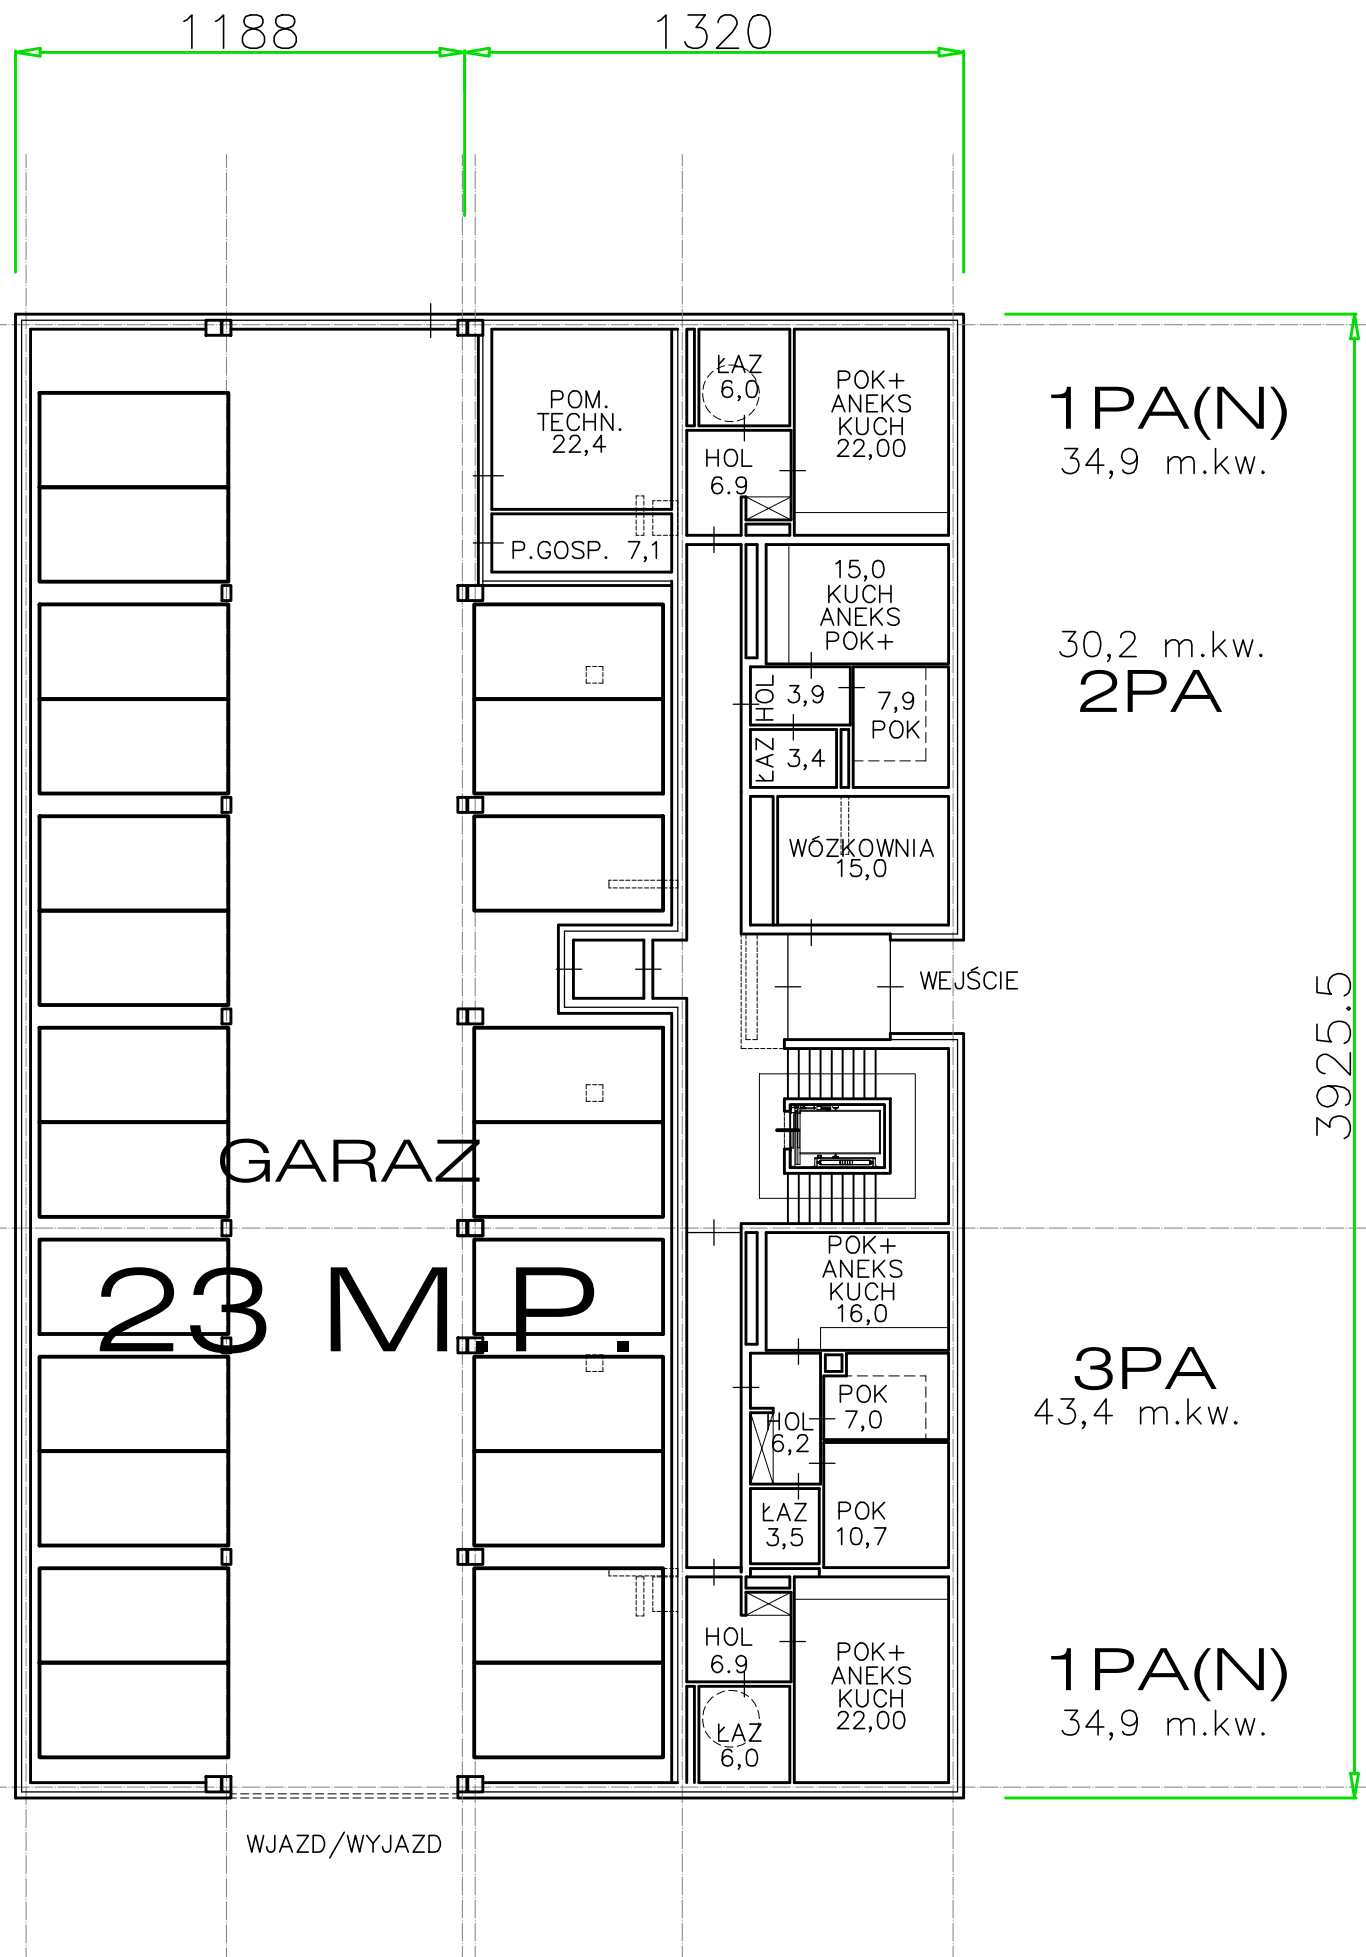 1188
1320
POM.
TECHN.
22,4
P.GOSP. 7,1
ŁAZ
6,0
HOL
6.9
POK+
ANEKS
KUCH
22,00
1PA(N)
34,9 m.kw.
15,0
KUCH
ANEKS
POK+
HOL 3,9
ŁAZ 3,4
7,9
POK
30,2 m.kw.
2PA
WÓZKOWNIA
15,0
WEJŚCIE
3925.5
GARAZ
23 M.P.
POK+
ANEKS
KUCH
16,0
POK
7,0
HOL
6,2
ŁAZ
3,5
POK
10,7
3PA
43,4 m.kw.
HOL
6.9
ŁAZ
6,0
POK+
ANEKS
KUCH
22,00
1PA(N)
34,9 m.kw.
WJAZD/WYJAZD